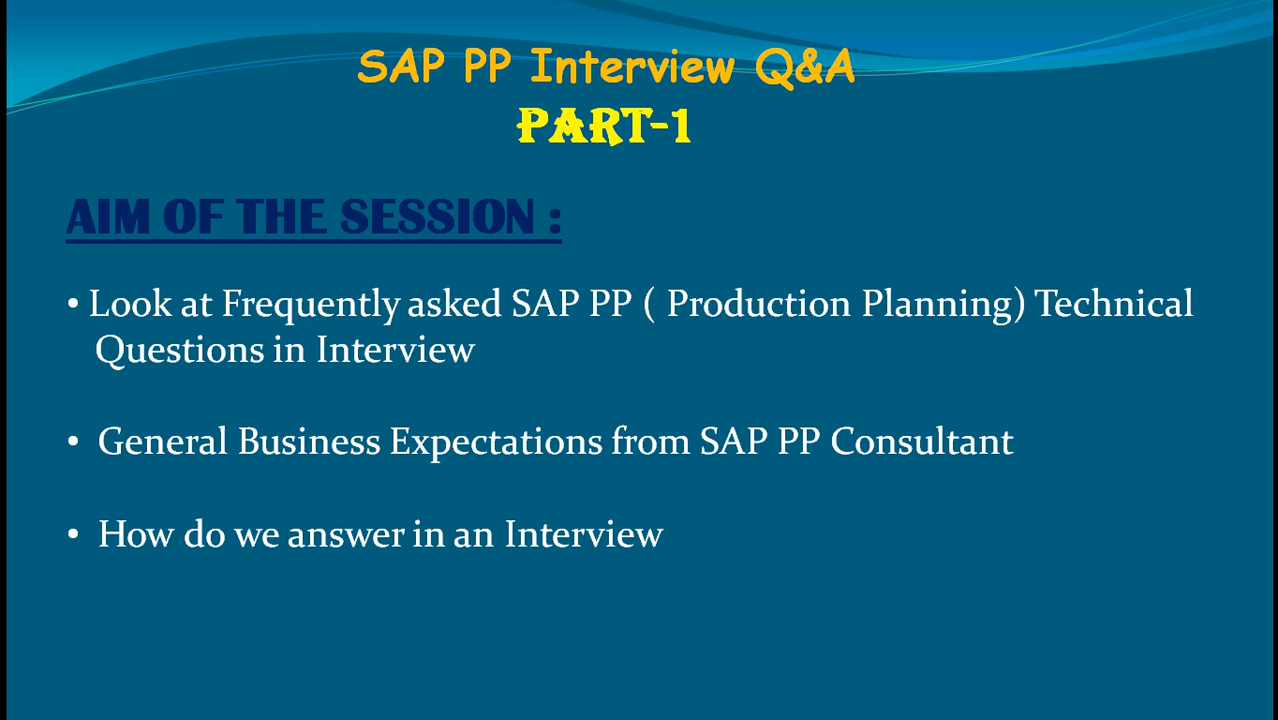 SAP PP Interview Q&A
PART-1
AIM OF THE SESSION :
• Look at Frequently asked SAP PP ( Production Planning) Technical
Questions in Interview
• General Business Expectations from SAP PP Consultant
• How do we answer in an Interview